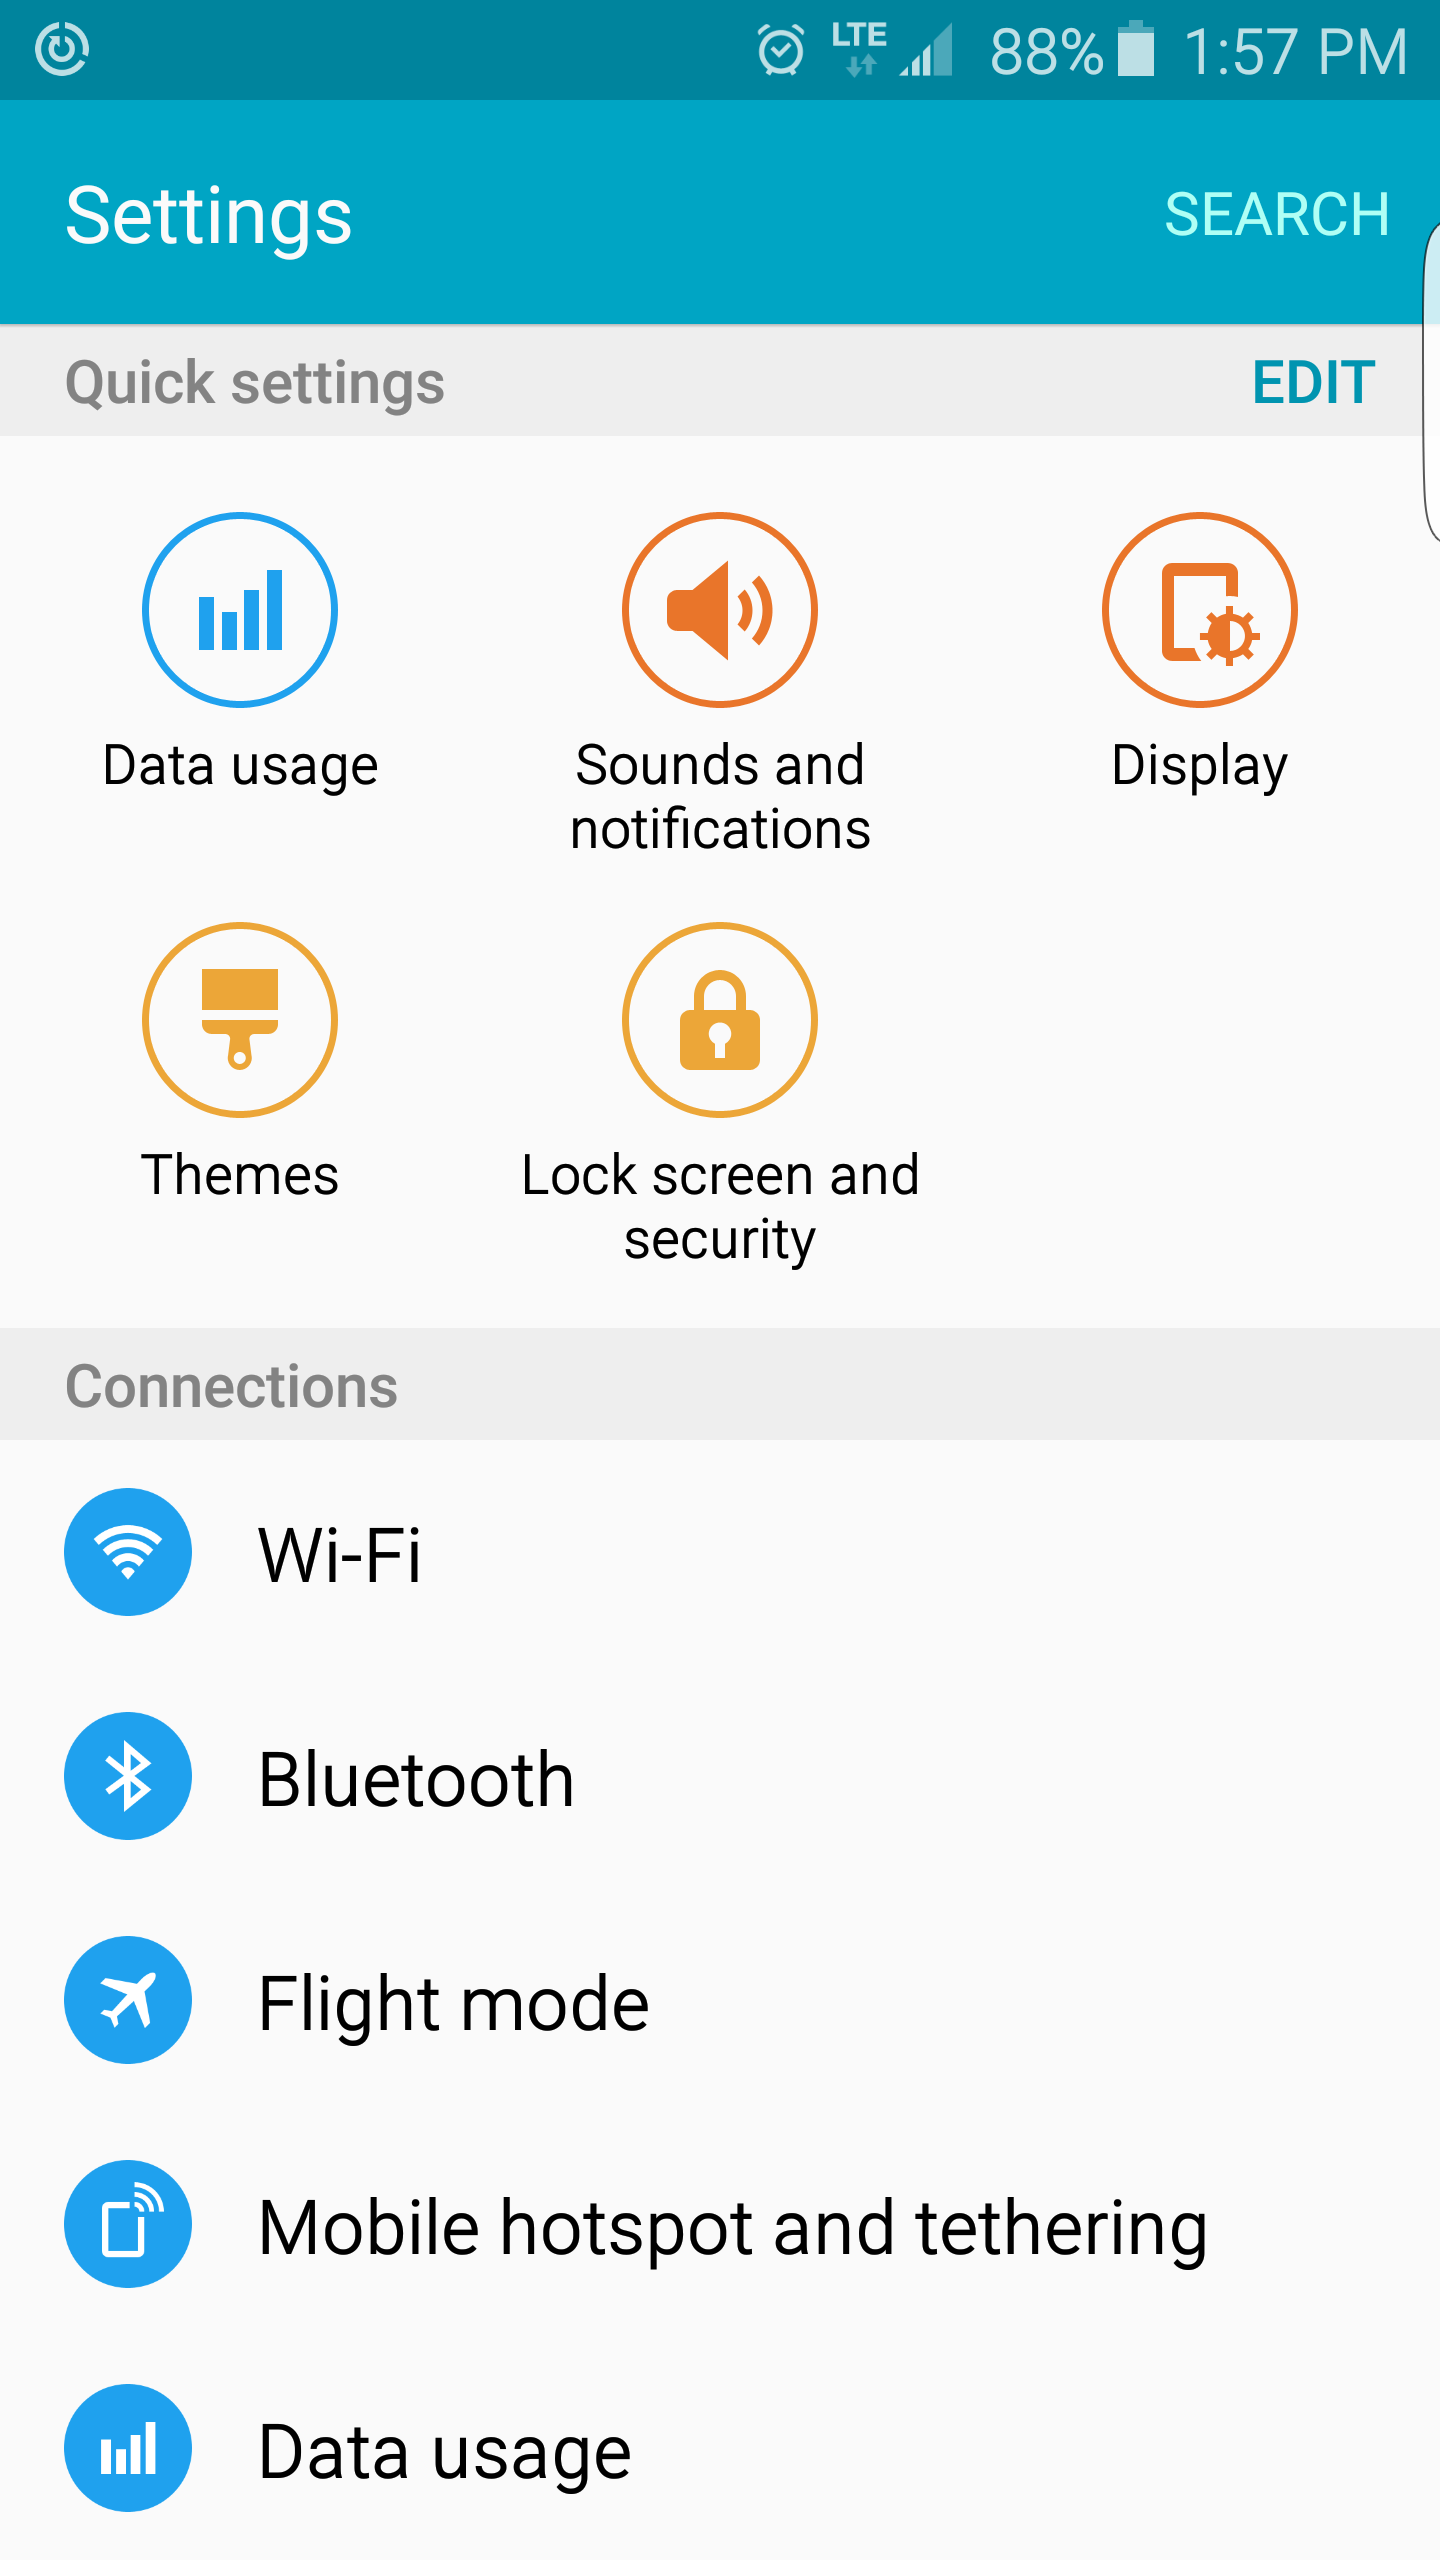 LTE 88% 1:57 PM
Settings SEARCH
Quick settings EDIT
Data usage
Sounds and
notifications
Display
Themes
Lock screen and
security
Connections
Wi-Fi
Bluetooth
Flight mode
Mobile hotspot and tethering
Data usage